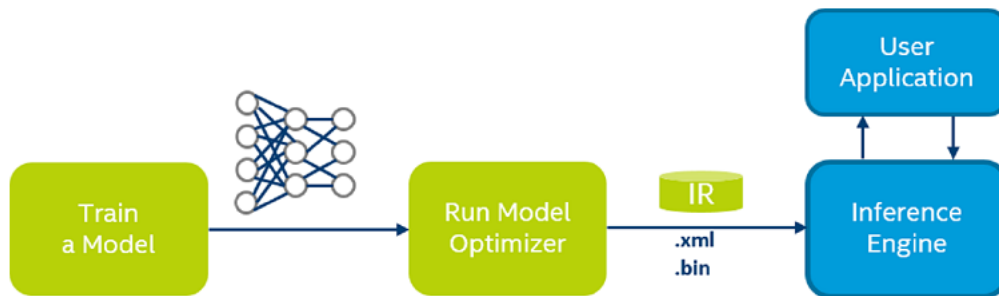 Train
a Model
Run Model
Optimizer
IR
.xml
.bin
User
Application
Inference
Engine